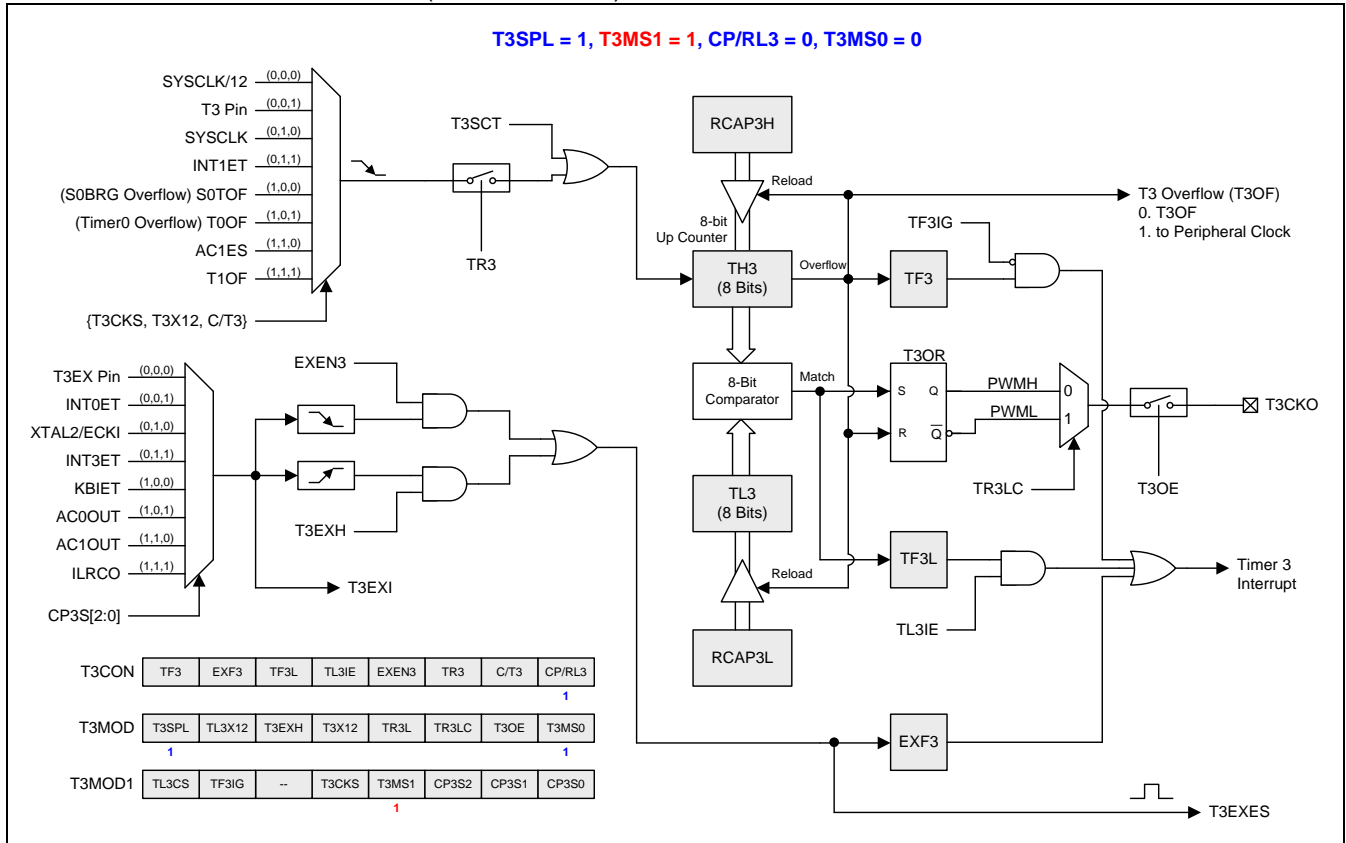 T3SPL = 1, T3MS1 = 1, CP/RL3 = 0, T3MS0 = 0
SYSCLK/12 (0,0,0)
T3 Pin (0,0,1)
SYSCLK (0,1,0)
INT1ET (0,1,1)
(S0BRG Overflow) S0TOF (1,0,0)
(Timer0 Overflow) T0OF (1,0,1)
AC1ES (1,1,0)
T1OF (1,1,1)
{T3CKS, T3X12, C/T3}
TR3
T3SCT
RCAP3H
Reload
8-bit
Up Counter
TH3
(8 Bits)
Overflow
TF3
TF3IG
T3 Overflow (T3OF)
0. T3OF
1. to Peripheral Clock
T3EX Pin (0,0,0)
INT0ET (0,0,1)
XTAL2/ECKI (0,1,0)
INT3ET (0,1,1)
KBIET (1,0,0)
AC0OUT (1,0,1)
AC1OUT (1,1,0)
ILRCO (1,1,1)
CP3S[2:0]
EXEN3
T3EXH
T3EXI
8-Bit
Comparator
Match
T3OR
S Q
R Q
PWMH
PWML
0
1
TR3LC
T3OE
T3CKO
TL3
(8 Bits)
Reload
RCAP3L
TF3L
TL3IE
Timer 3
Interrupt
EXF3
T3EXES
T3CON TF3 EXF3 TF3L TL3IE EXEN3 TR3 C/T3 CP/RL3
1
T3MOD T3SPL TL3X12 T3EXH T3X12 TR3L TR3LC T3OE T3MS0
1 1
T3MOD1 TL3CS TF3IG -- T3CKS T3MS1 CP3S2 CP3S1 CP3S0
1